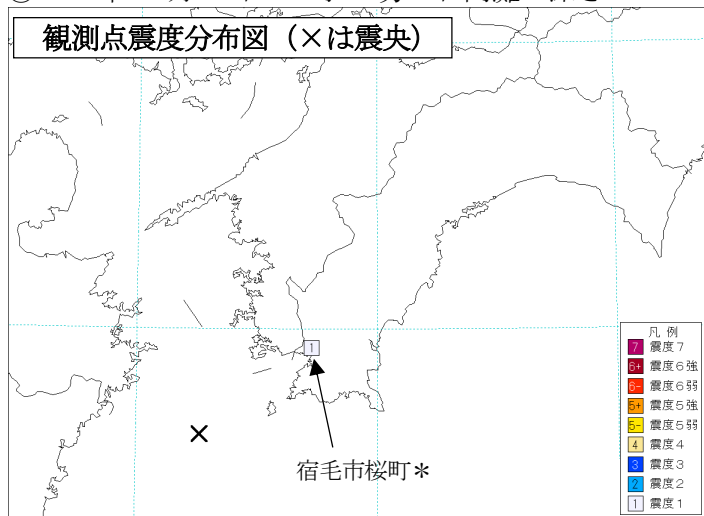 観測点震度分布図(×は震央)
1
×
宿毛市桜町*
凡 例
7 震度7
6+ 震度6強
6- 震度6弱
5+ 震度5強
5- 震度5弱
4 震度4
3 震度3
2 震度2
1 震度1